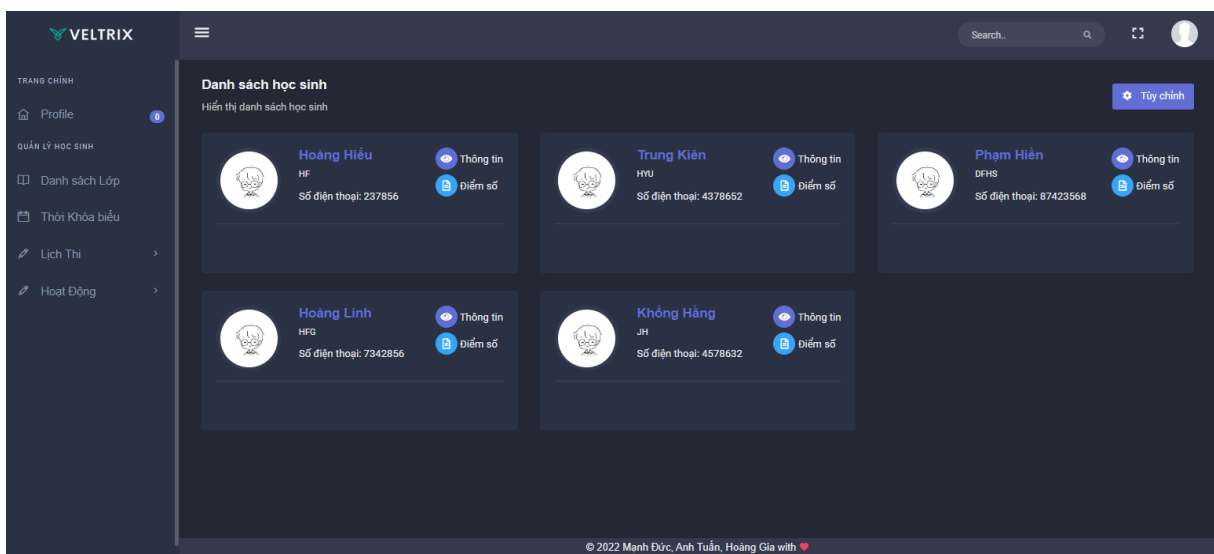 VELTRIX
Search..
TRANG CHÍNH
Profile
0
QUẢN LÝ HỌC SINH
Danh sách Lớp
Thời Khóa biểu
Lịch Thi
Hoạt Động
Danh sách học sinh
Hiển thị danh sách học sinh
Tùy chỉnh
Hoàng Hiếu
HF
Số điện thoại: 237856
Thông tin
Điểm số
Trung Kiên
HYU
Số điện thoại: 4378652
Thông tin
Điểm số
Phạm Hiền
DFHS
Số điện thoại: 87423568
Thông tin
Điểm số
Hoàng Linh
HFG
Số điện thoại: 7342856
Thông tin
Điểm số
Khổng Hằng
JH
Số điện thoại: 4578632
Thông tin
Điểm số
© 2022 Mạnh Đức, Anh Tuấn, Hoàng Gia with ❤